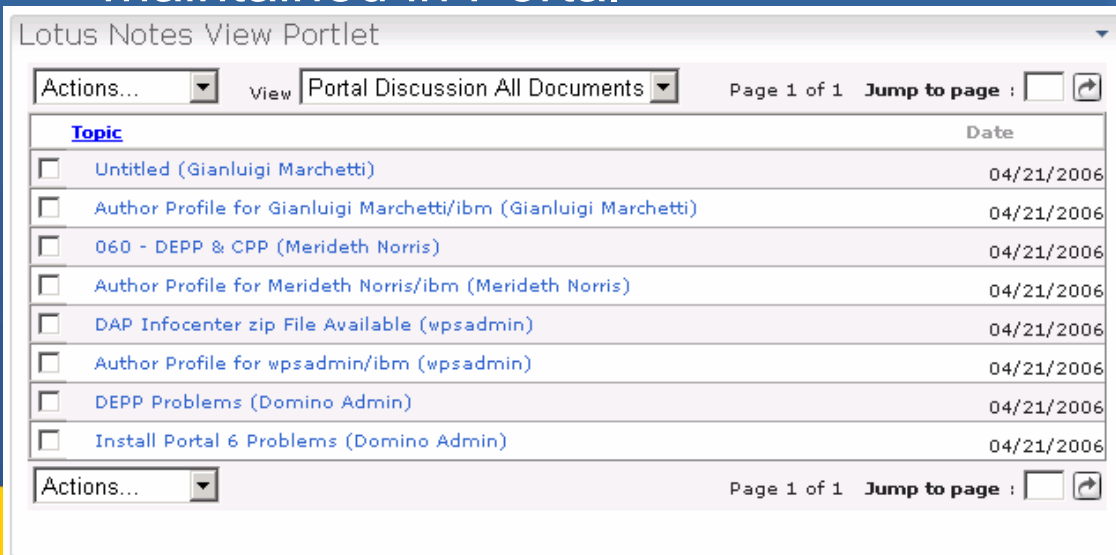 maintained in Portal.
Lotus Notes View Portlet
Actions... View Portal Discussion All Documents Page 1 of 1 Jump to page :
Topic Date
Untitled (Gianluigi Marchetti) 04/21/2006
Author Profile for Gianluigi Marchetti/ibm (Gianluigi Marchetti) 04/21/2006
060 - DEPP & CPP (Merideth Norris) 04/21/2006
Author Profile for Merideth Norris/ibm (Merideth Norris) 04/21/2006
DAP Infocenter zip File Available (wpsadmin) 04/21/2006
Author Profile for wpsadmin/ibm (wpsadmin) 04/21/2006
DEPP Problems (Domino Admin) 04/21/2006
Install Portal 6 Problems (Domino Admin) 04/21/2006
Actions... Page 1 of 1 Jump to page :